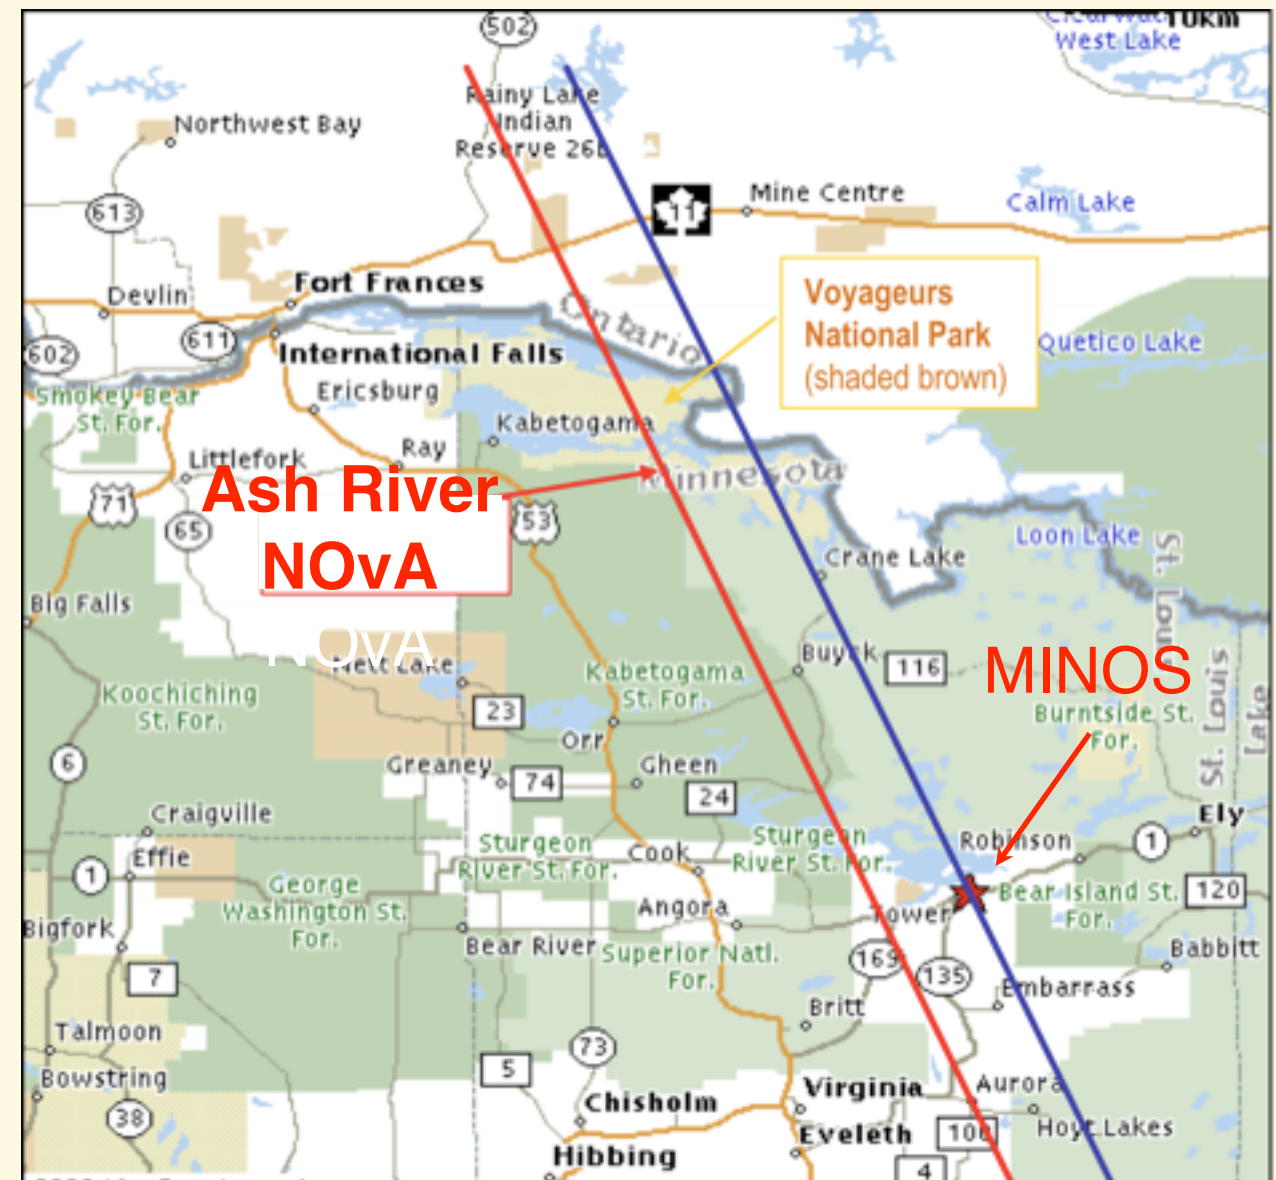 502
10km
West Lake
Rainy Lake
Indian
Reserve 26b
Northwest Bay
613
11
Mine Centre
Calm Lake
Fort Frances
Devlin
Ontario
Voyageurs
National Park
(shaded brown)
602
611
International Falls
Quetico Lake
Smokey Bear
St. For.
Ericsburg
Kabetogama
Ray
Littlefork
Minnesota
Ash River
NOvA
71
65
53
Loon Lake
St. Louis
Crane Lake
Big Falls
NOvA
Nett Lake
Kabetogama
St. For.
Buyck
116
MINOS
Koochiching
St. For.
23
Burntside St.
For.
St. Louis
Lake
Orr
6
Greaney
74
Gheen
24
Craigville
Ely
Sturgeon
River St. For.
Sturgeon
River St. For.
Robinson
1
Effie
Cook
1
George
Washington St.
For.
Bear Island St.
For.
120
Angora
Tower
Bigfork
Bear River
Superior Natl.
For.
169
135
Babbitt
7
Embarrass
Britt
Talmoon
73
5
Bowstring
Virginia
Aurora
38
Chisholm
Hoyt Lakes
Eveleth
100
Hibbing
4